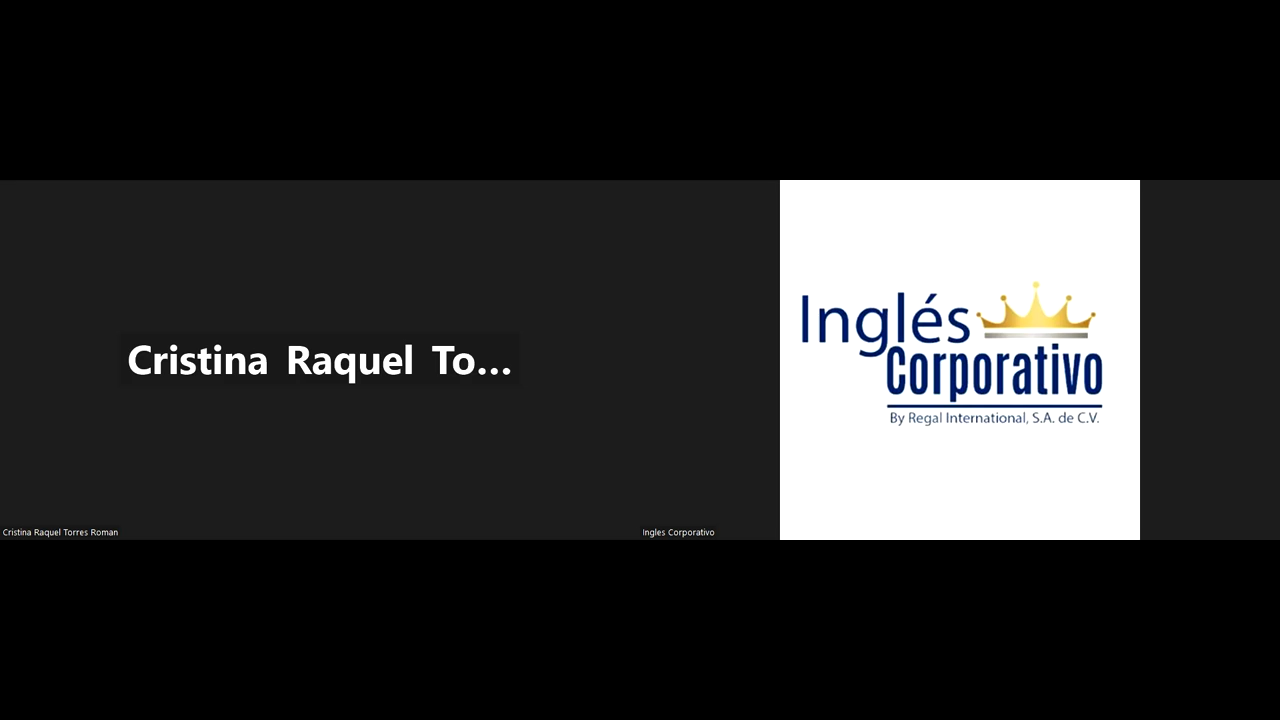 Cristina Raquel To...
Cristina Raquel Torres Roman
Inglés
Corporativo
By Regal International, S.A. de C.V.
Ingles Corporativo